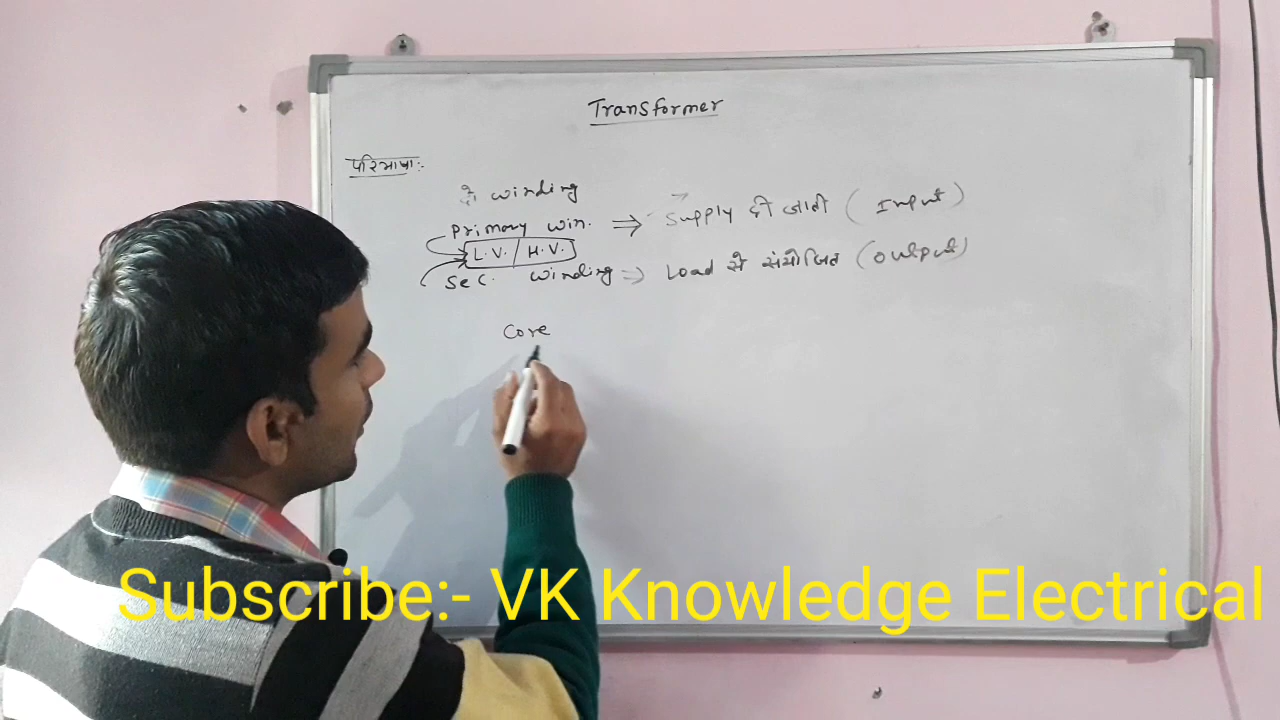 Transformer
परिभाषा:-
दो winding
Primary win. ⇒ Supply दी जाती (Input)
L.V. / H.V.
Sec. winding ⇒ Load से संयोजित (output)
Core
Subscribe:- VK Knowledge Electrical